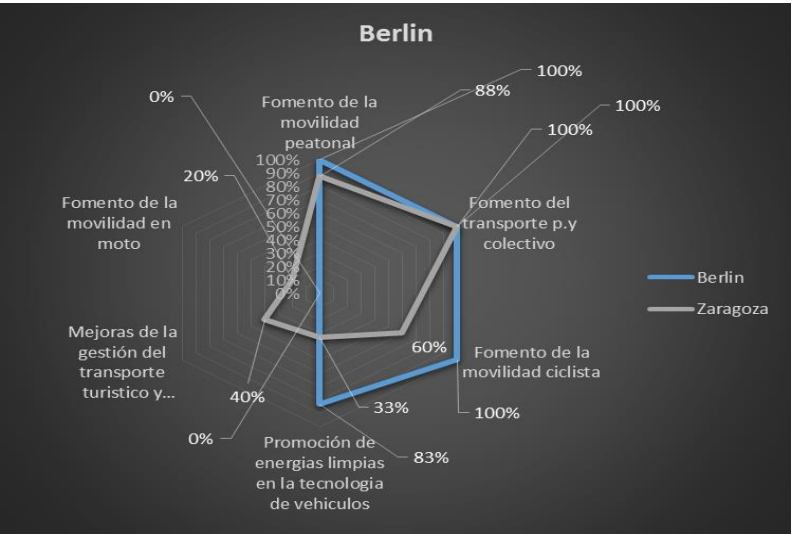 Berlin
100%
0%
88%
Fomento de la
movilidad
peatonal
100%
100%
100%
90%
80%
70%
60%
50%
40%
30%
20%
10%
0%
20%
Fomento de la
movilidad en
moto
Fomento del
transporte p.y
colectivo
Berlin
Zaragoza
Mejoras de la
gestión del
transporte
turistico y...
60%
Fomento de la
movilidad ciclista
40%
33%
100%
0%
Promoción de
energias limpias
en la tecnologia
de vehiculos
83%